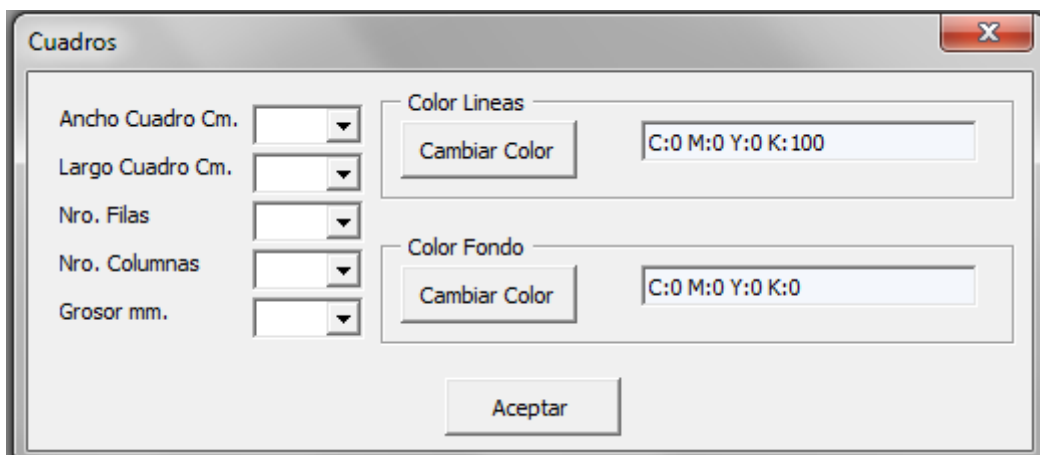 Cuadros
Ancho Cuadro Cm.
Largo Cuadro Cm.
Nro. Filas
Nro. Columnas
Grosor mm.
Color Lineas
Cambiar Color
C:0 M:0 Y:0 K:100
Color Fondo
Cambiar Color
C:0 M:0 Y:0 K:0
Aceptar